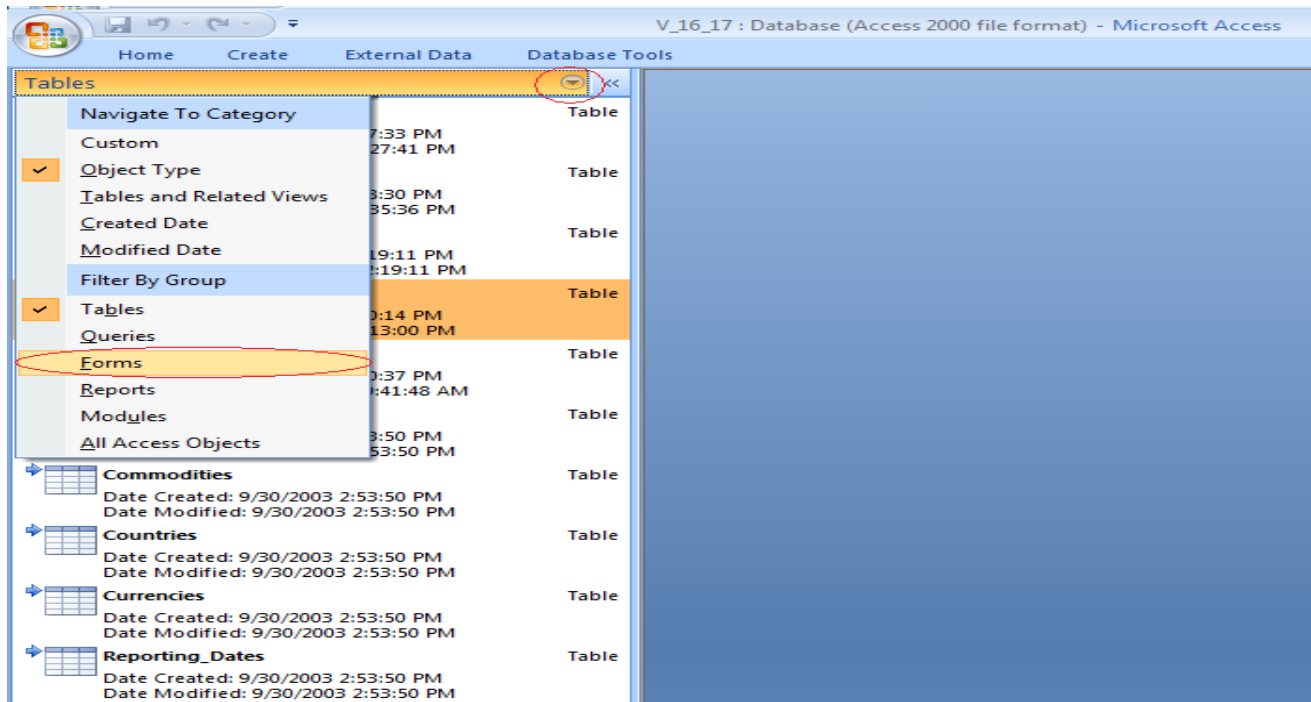 V_16_17 : Database (Access 2000 file format) - Microsoft Access
Home Create External Data Database Tools
Tables
Navigate To Category
Custom
Object Type
Tables and Related Views
Created Date
Modified Date
Filter By Group
Tables
Queries
Forms
Reports
Modules
All Access Objects
Table
7:33 PM
27:41 PM
Table
3:30 PM
35:36 PM
Table
19:11 PM
:19:11 PM
Table
0:14 PM
13:00 PM
Table
0:37 PM
:41:48 AM
Table
3:50 PM
53:50 PM
Commodities Table
Date Created: 9/30/2003 2:53:50 PM
Date Modified: 9/30/2003 2:53:50 PM
Countries Table
Date Created: 9/30/2003 2:53:50 PM
Date Modified: 9/30/2003 2:53:50 PM
Currencies Table
Date Created: 9/30/2003 2:53:50 PM
Date Modified: 9/30/2003 2:53:50 PM
Reporting_Dates Table
Date Created: 9/30/2003 2:53:50 PM
Date Modified: 9/30/2003 2:53:50 PM